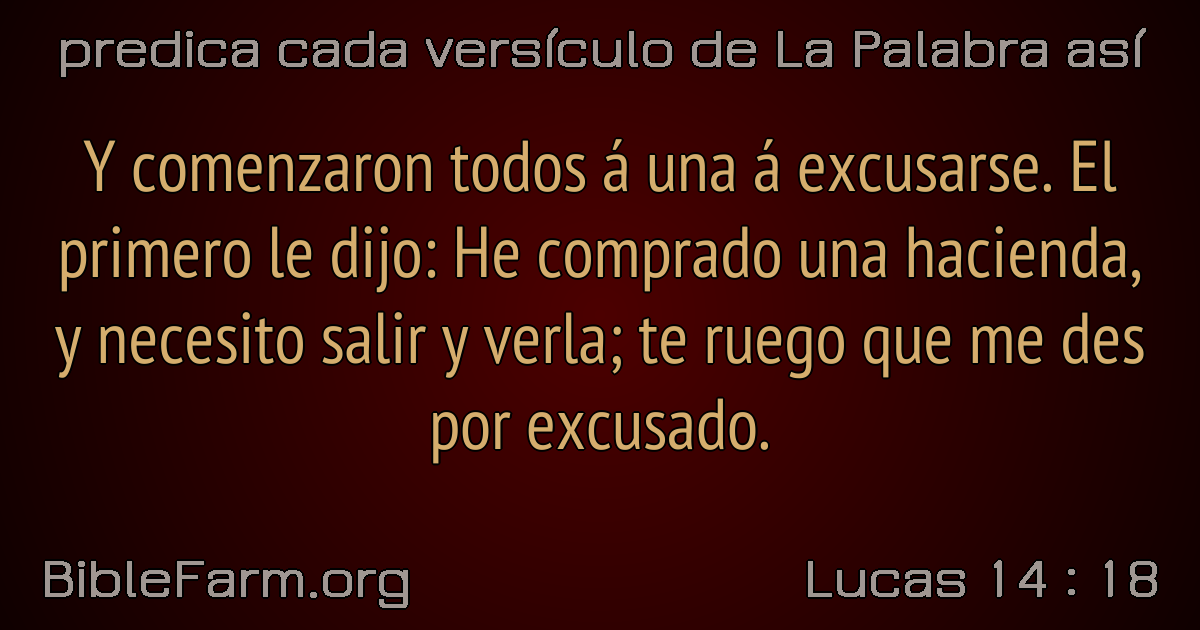 predica cada versículo de La Palabra así
Y comenzaron todos á una á excusarse. El
primero le dijo: He comprado una hacienda,
y necesito salir y verla; te ruego que me des
por excusado.
BibleFarm.org
Lucas 14 : 18